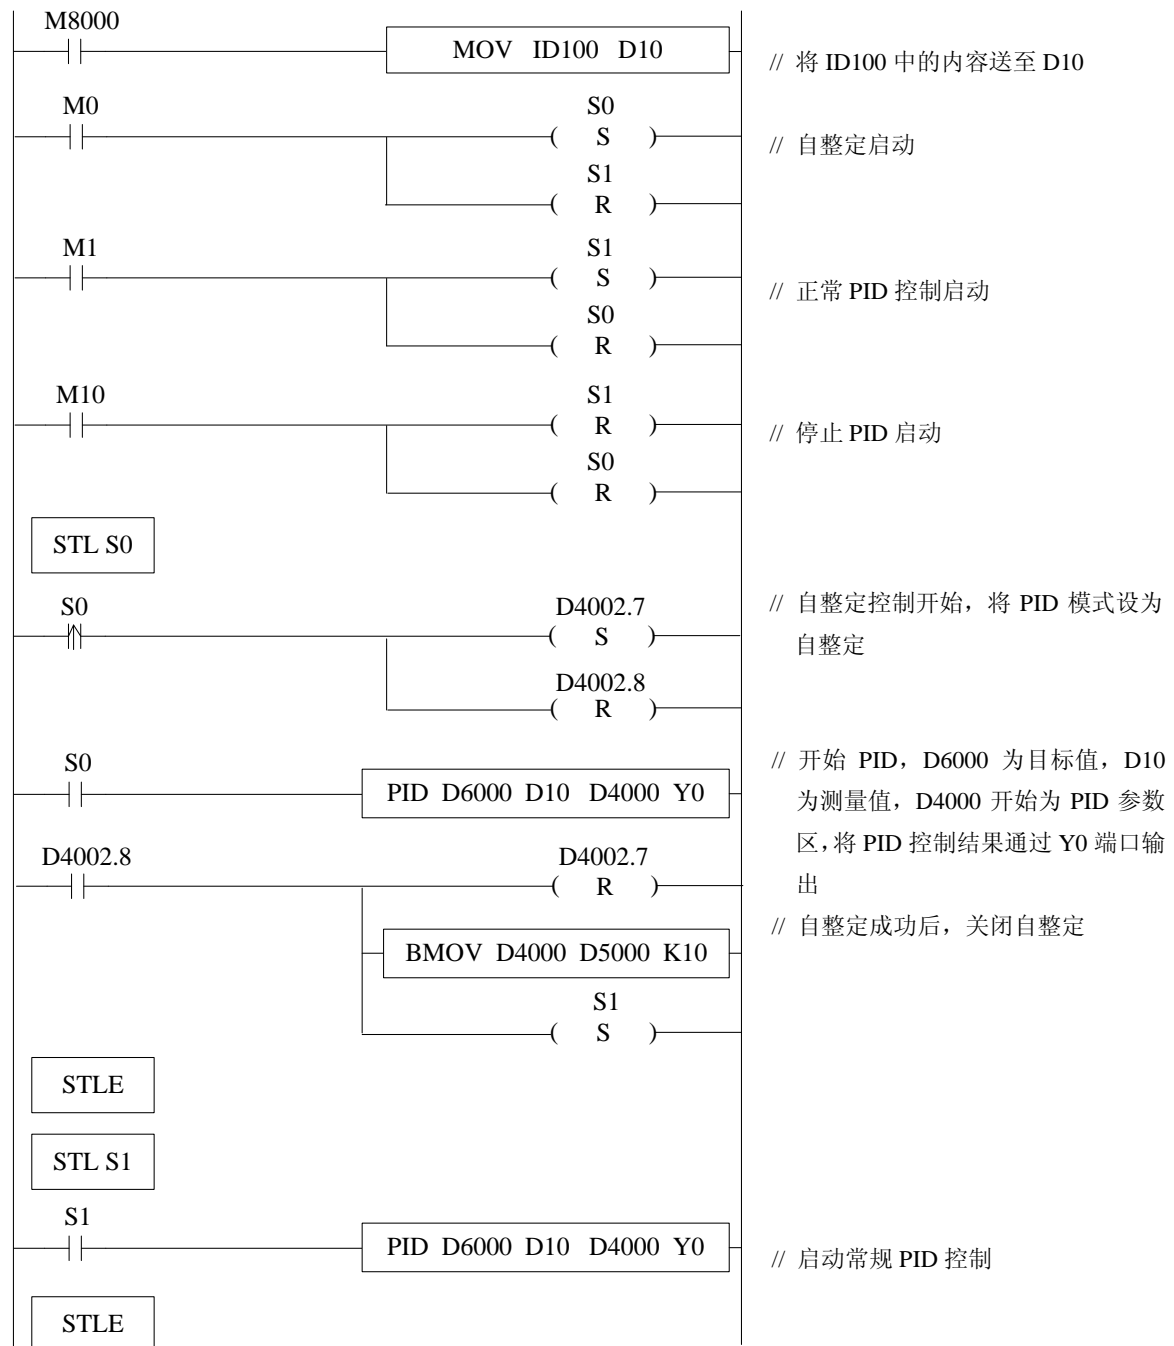 M8000
MOV ID100 D10
// 将 ID100 中的内容送至 D10
M0
S0
( S )
// 自整定启动
S1
( R )
M1
S1
( S )
// 正常 PID 控制启动
S0
( R )
M10
S1
( R )
// 停止 PID 启动
S0
( R )
STL S0
S0
D4002.7
( S )
// 自整定控制开始，将 PID 模式设为
自整定
D4002.8
( R )
S0
PID D6000 D10 D4000 Y0
// 开始 PID，D6000 为目标值，D10
为测量值，D4000 开始为 PID 参数
区，将 PID 控制结果通过 Y0 端口输
出
D4002.8
D4002.7
( R )
// 自整定成功后，关闭自整定
BMOV D4000 D5000 K10
S1
( S )
STLE
STL S1
S1
PID D6000 D10 D4000 Y0
// 启动常规 PID 控制
STLE